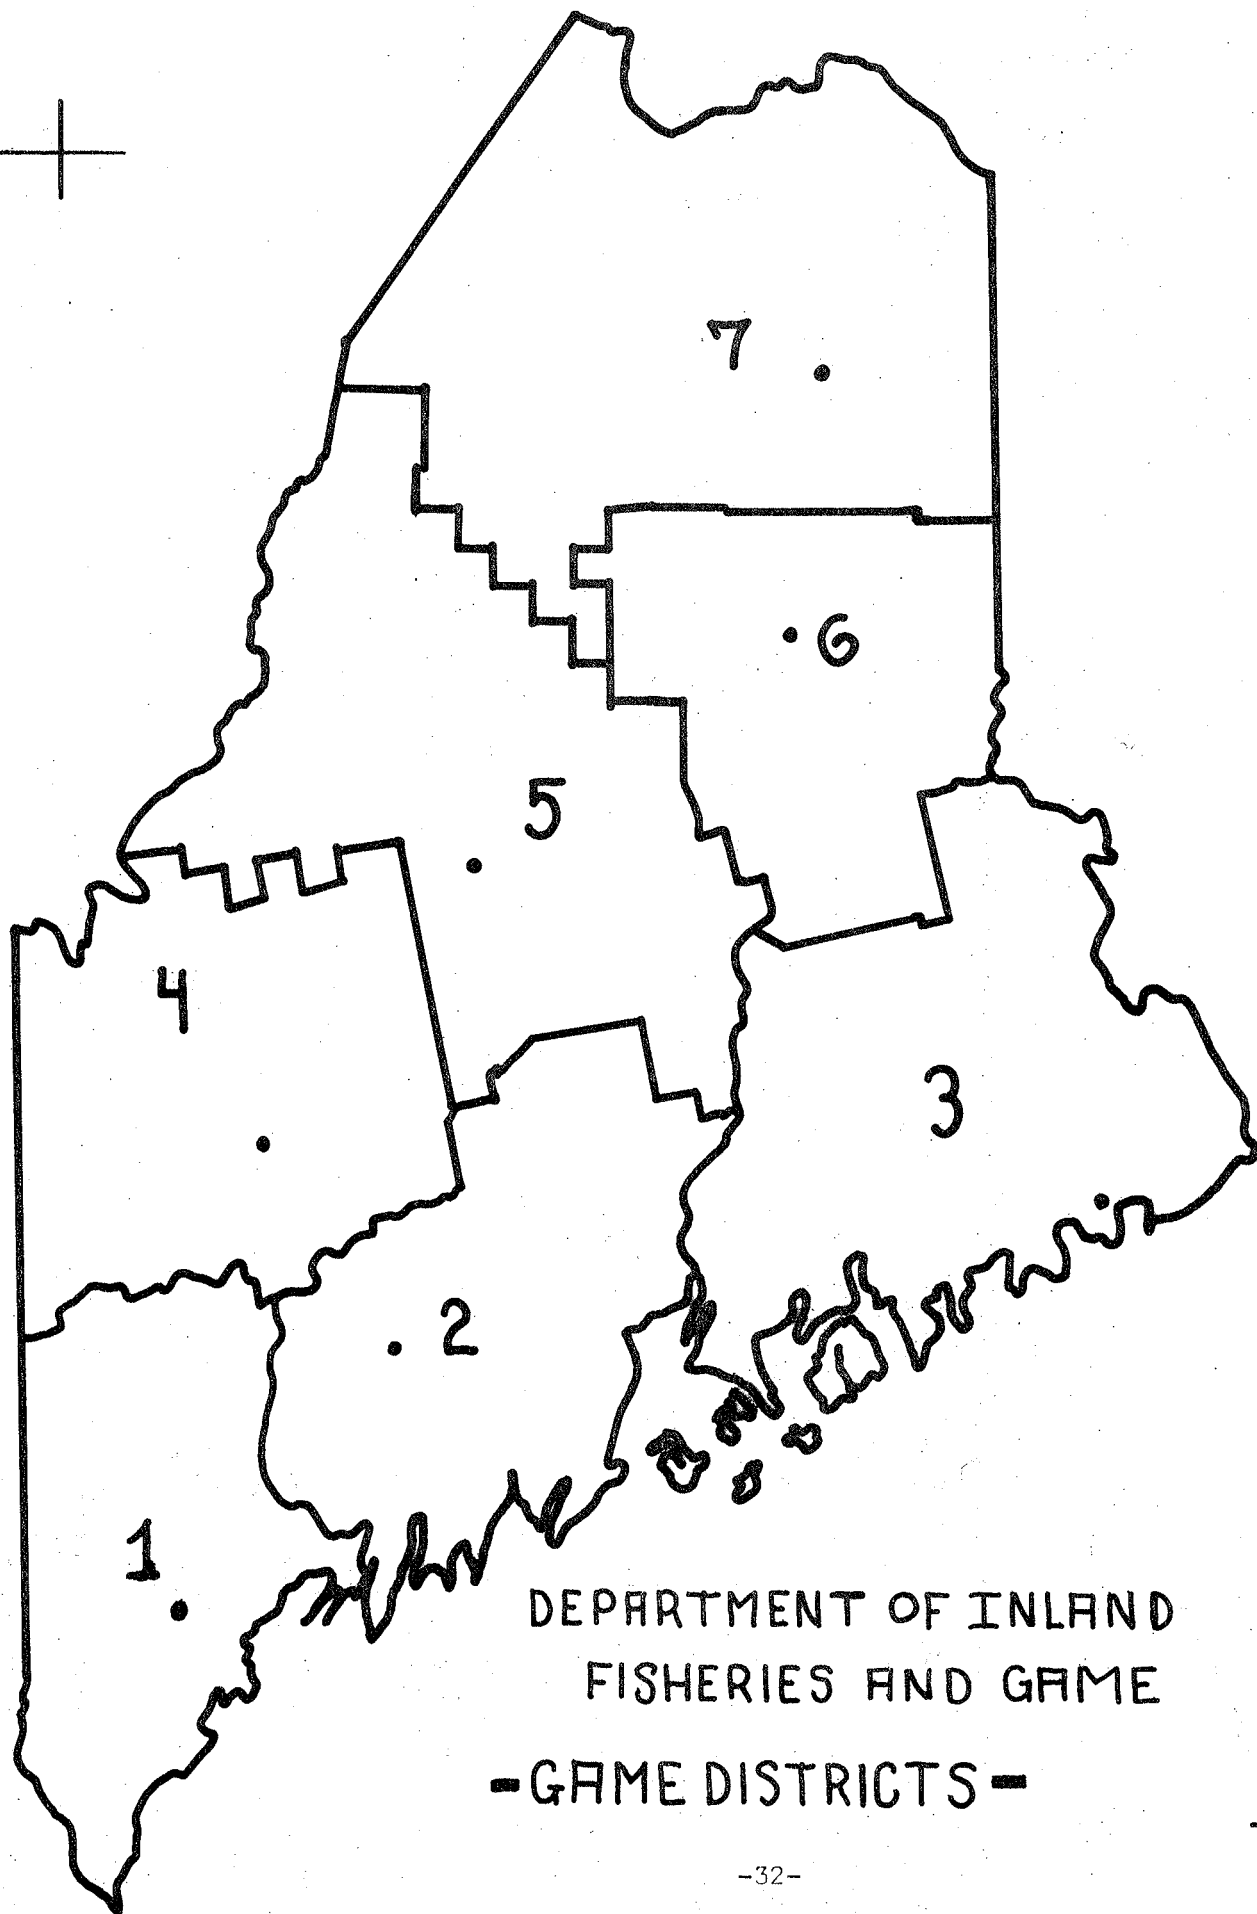 7
6
5
4
3
2
1
DEPARTMENT OF INLAND
FISHERIES AND GAME
-GAME DISTRICTS-
-32-